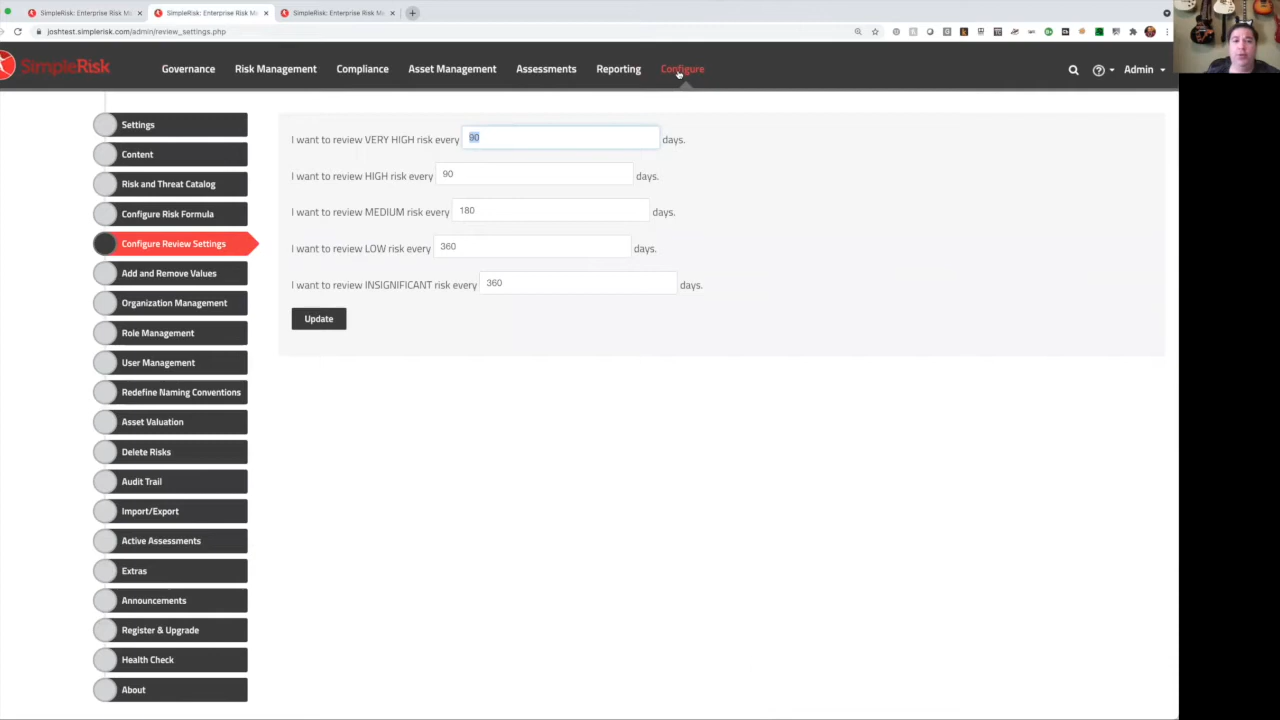 SimpleRisk: Enterprise Risk M
SimpleRisk: Enterprise Risk M
SimpleRisk: Enterprise Risk M
joshtest.simplerisk.com/admin/review_settings.php
SimpleRisk
Governance
Risk Management
Compliance
Asset Management
Assessments
Reporting
Configure
Admin
Settings
Content
Risk and Threat Catalog
Configure Risk Formula
Configure Review Settings
Add and Remove Values
Organization Management
Role Management
User Management
Redefine Naming Conventions
Asset Valuation
Delete Risks
Audit Trail
Import/Export
Active Assessments
Extras
Announcements
Register & Upgrade
Health Check
About
I want to review VERY HIGH risk every 90 days.
I want to review HIGH risk every 90 days.
I want to review MEDIUM risk every 180 days.
I want to review LOW risk every 360 days.
I want to review INSIGNIFICANT risk every 360 days.
Update